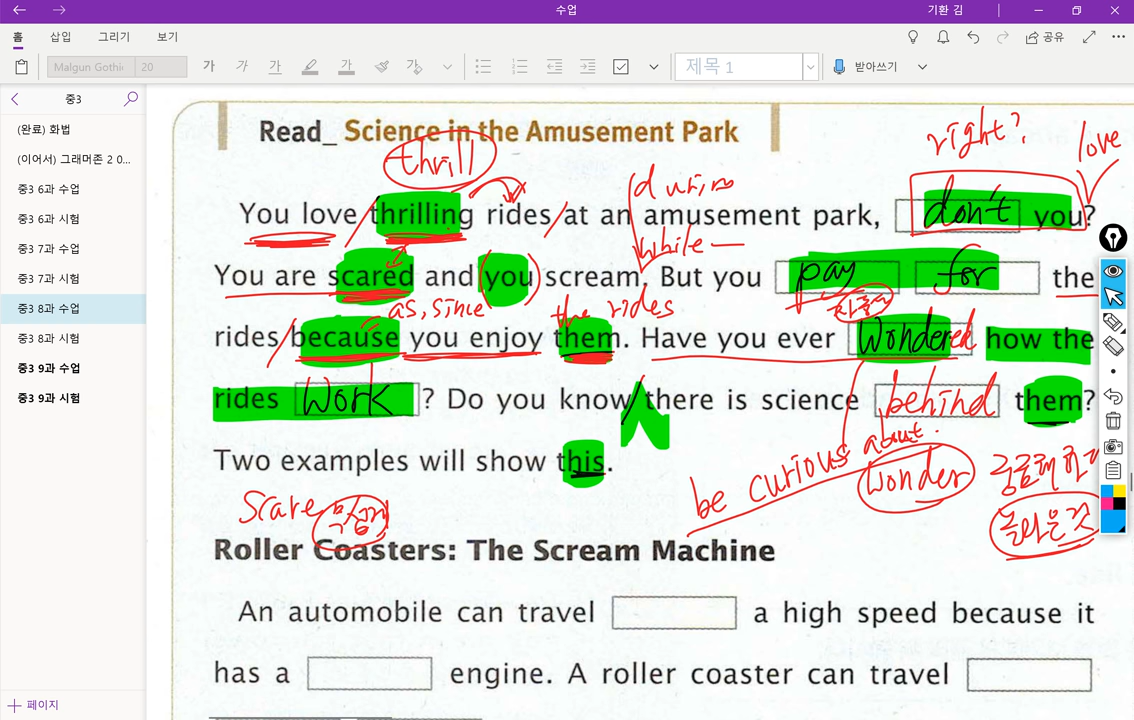 수업
기환 김
홈 삽입 그리기 보기
공유
Malgun Gothi 20 가 가 가 가 가 제목 1 받아쓰기
중3
(완료) 화법
(이어서) 그래머존 2 0...
중3 6과 수업
중3 6과 시험
중3 7과 수업
중3 7과 시험
중3 8과 수업
중3 8과 시험
중3 9과 수업
중3 9과 시험
페이지
Read_ Science in the Amusement Park
right?
love
thrill
You love thrilling rides at an amusement park, don't you?
while
You are scared and you scream. But you pay for the
as, since the rides
rides because you enjoy them. Have you ever wondered how the
rides work ? Do you know there is science behind them?
Two examples will show this.
be curious about.
wonder
궁금해 한다
놀라운 것
Scare
Roller Coasters: The Scream Machine
An automobile can travel a high speed because it
has a engine. A roller coaster can travel